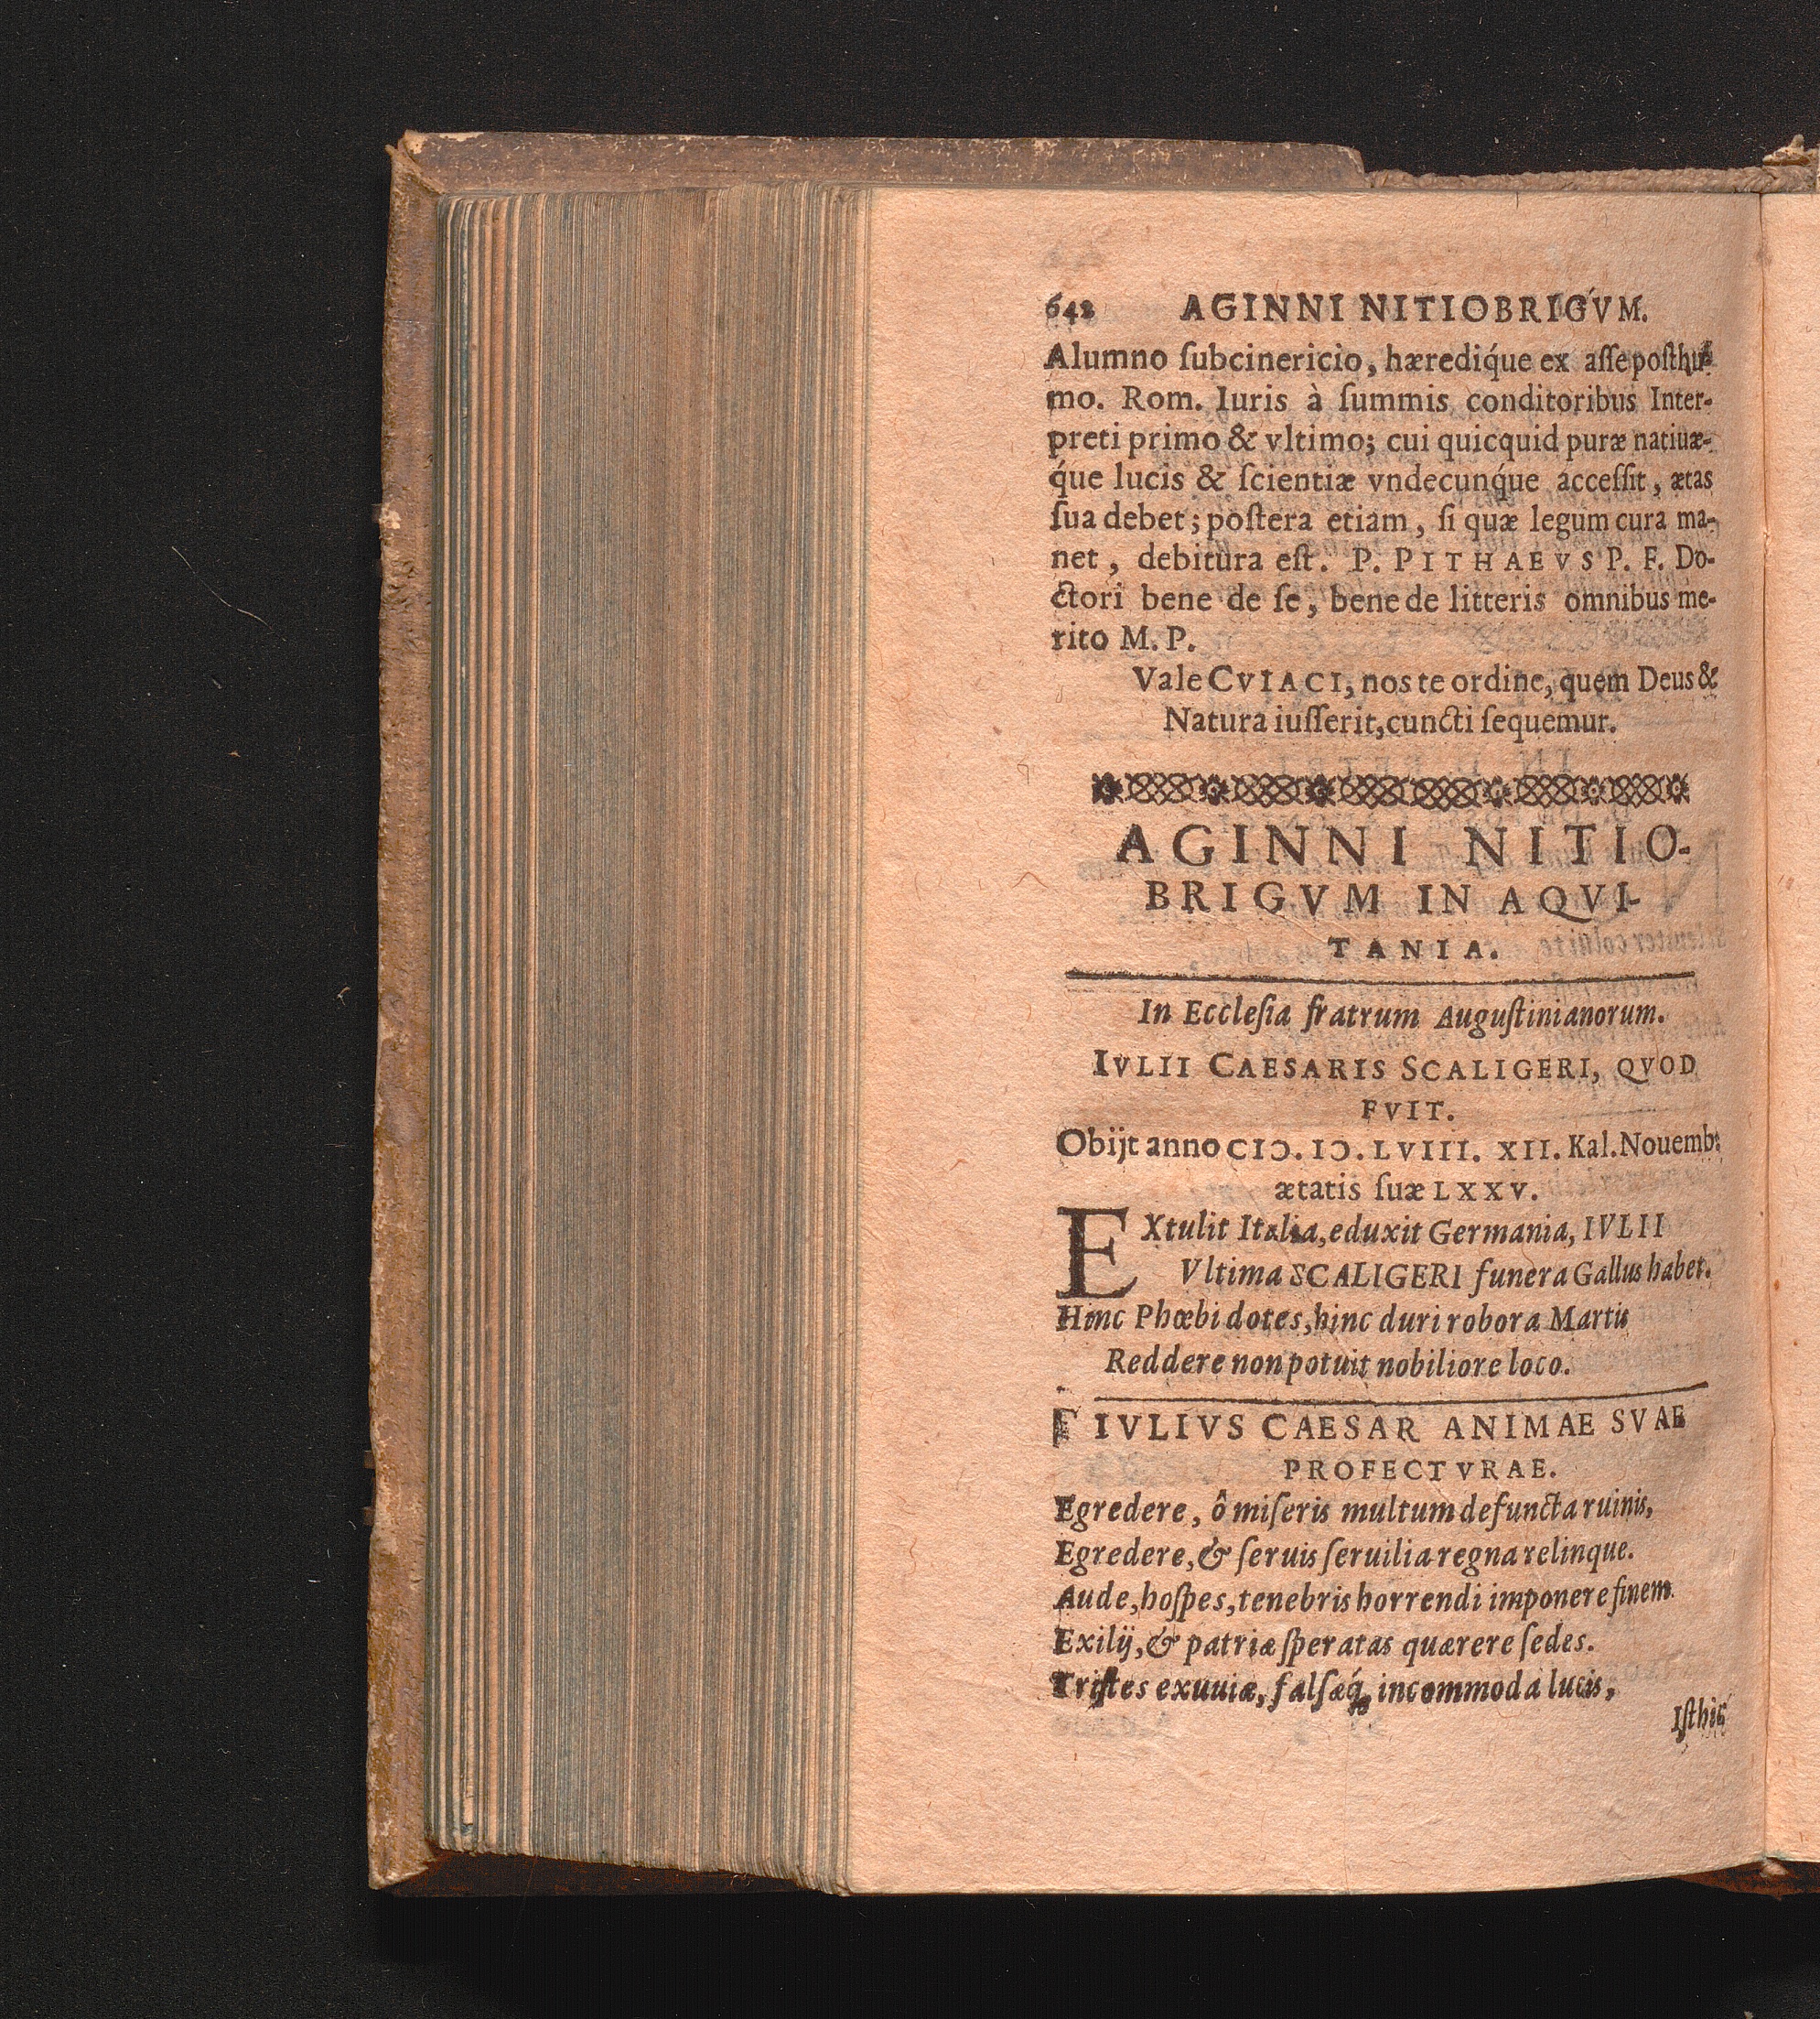 642 AGINNI NITIOBRIGVM.
Alumno ſubcinericio, hærediq́ue ex aſſe poſthu-
mo. Rom. Iuris à ſummis conditoribus Inter-
preti primo & vltimo; cui quicquid puræ natiuæ-
q́ue lucis & ſcientiæ vndecunq́ue acceſſit, ætas
ſua debet; poſtera etiam, ſi quæ legum cura ma-
net, debitura eſt. P. PITHAEVS P. F. Do-
ctori bene de ſe, bene de litteris omnibus me-
rito M. P.
Vale CVIACI, nos te ordine, quem Deus &
Natura iuſſerit, cuncti ſequemur.
AGINNI NITIO-
BRIGVM IN AQVI-
TANIA.
In Eccleſia fratrum Auguſtinianorum.
IVLII CAESARIS SCALIGERI, QVOD
FVIT.
Obijt anno CIↃ. IↃ. LVIII. XII. Kal. Nouemb.
ætatis ſuæ LXXV.
EXtulit Italia, eduxit Germania, IVLII
Vltima SCALIGERI funera Gallus habet.
Hinc Phœbi dotes, hinc duri robora Martis
Reddere non potuit nobiliore loco.
IVLIVS CAESAR ANIMAE SVAE
PROFECTVRAE.
Egredere, ô miſeris multum defuncta ruinis,
Egredere, & ſeruis ſeruilia regna relinque.
Aude, hoſpes, tenebris horrendi imponere finem
Exilij, & patriæ ſperatas quærere ſedes.
Triſtes exuuiæ, falſæq́, incommoda lucis,
Iſthic